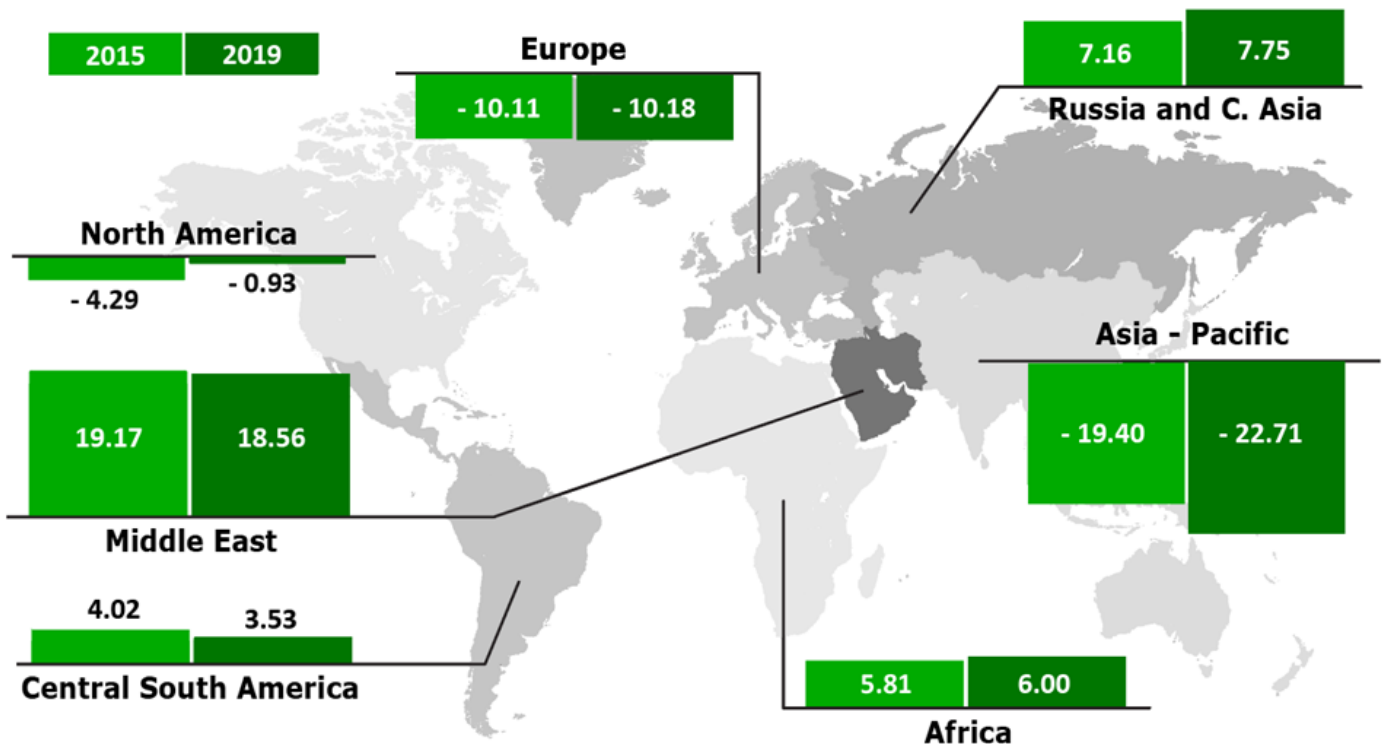 2015 2019
Europe
- 10.11 - 10.18
7.16 7.75
Russia and C. Asia
North America
- 4.29 - 0.93
Asia - Pacific
- 19.40 - 22.71
19.17 18.56
Middle East
4.02 3.53
Central South America
5.81 6.00
Africa